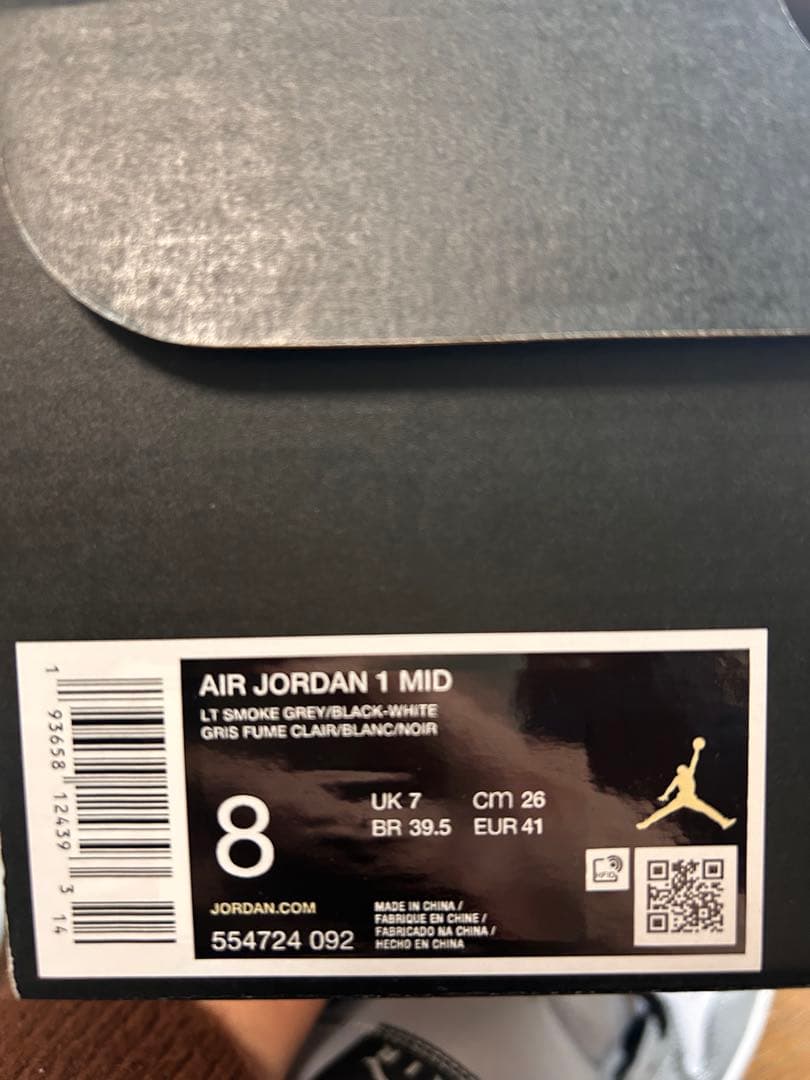 AIR JORDAN 1 MID
LT SMOKE GREY/BLACK-WHITE
GRIS FUME CLAIR/BLANC/NOIR
8
UK 7 cm 26
BR 39.5 EUR 41
JORDAN.COM
554724 092
MADE IN CHINA /
FABRIQUE EN CHINE /
FABRICADO NA CHINA /
HECHO EN CHINA
RFID
1 93658 12439 3 14